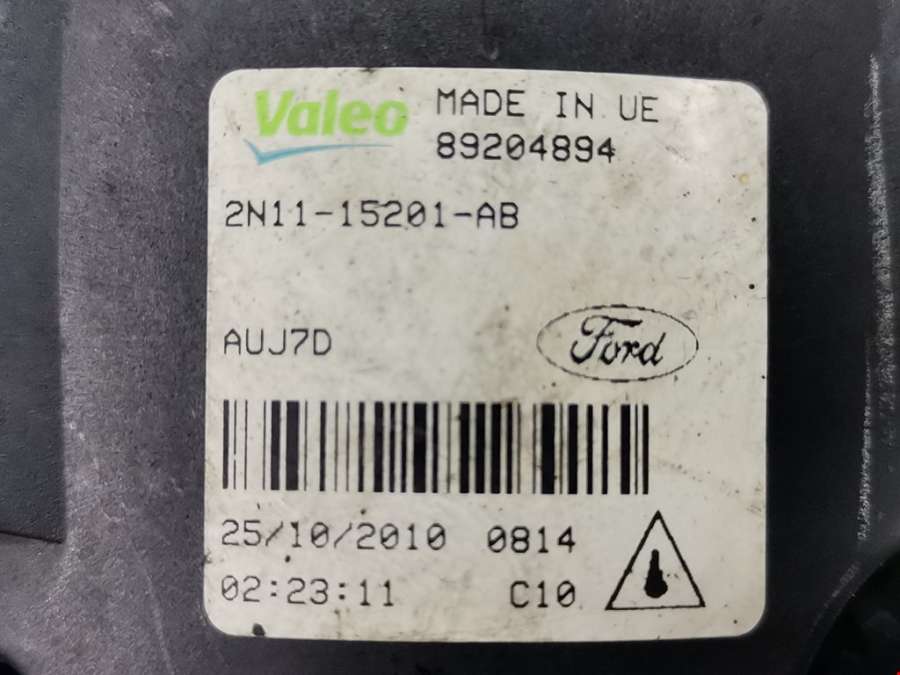 Valeo MADE IN UE
89204894
2N11-15201-AB
AUJ7D Ford
25/10/2010 0814
02:23:11 C10